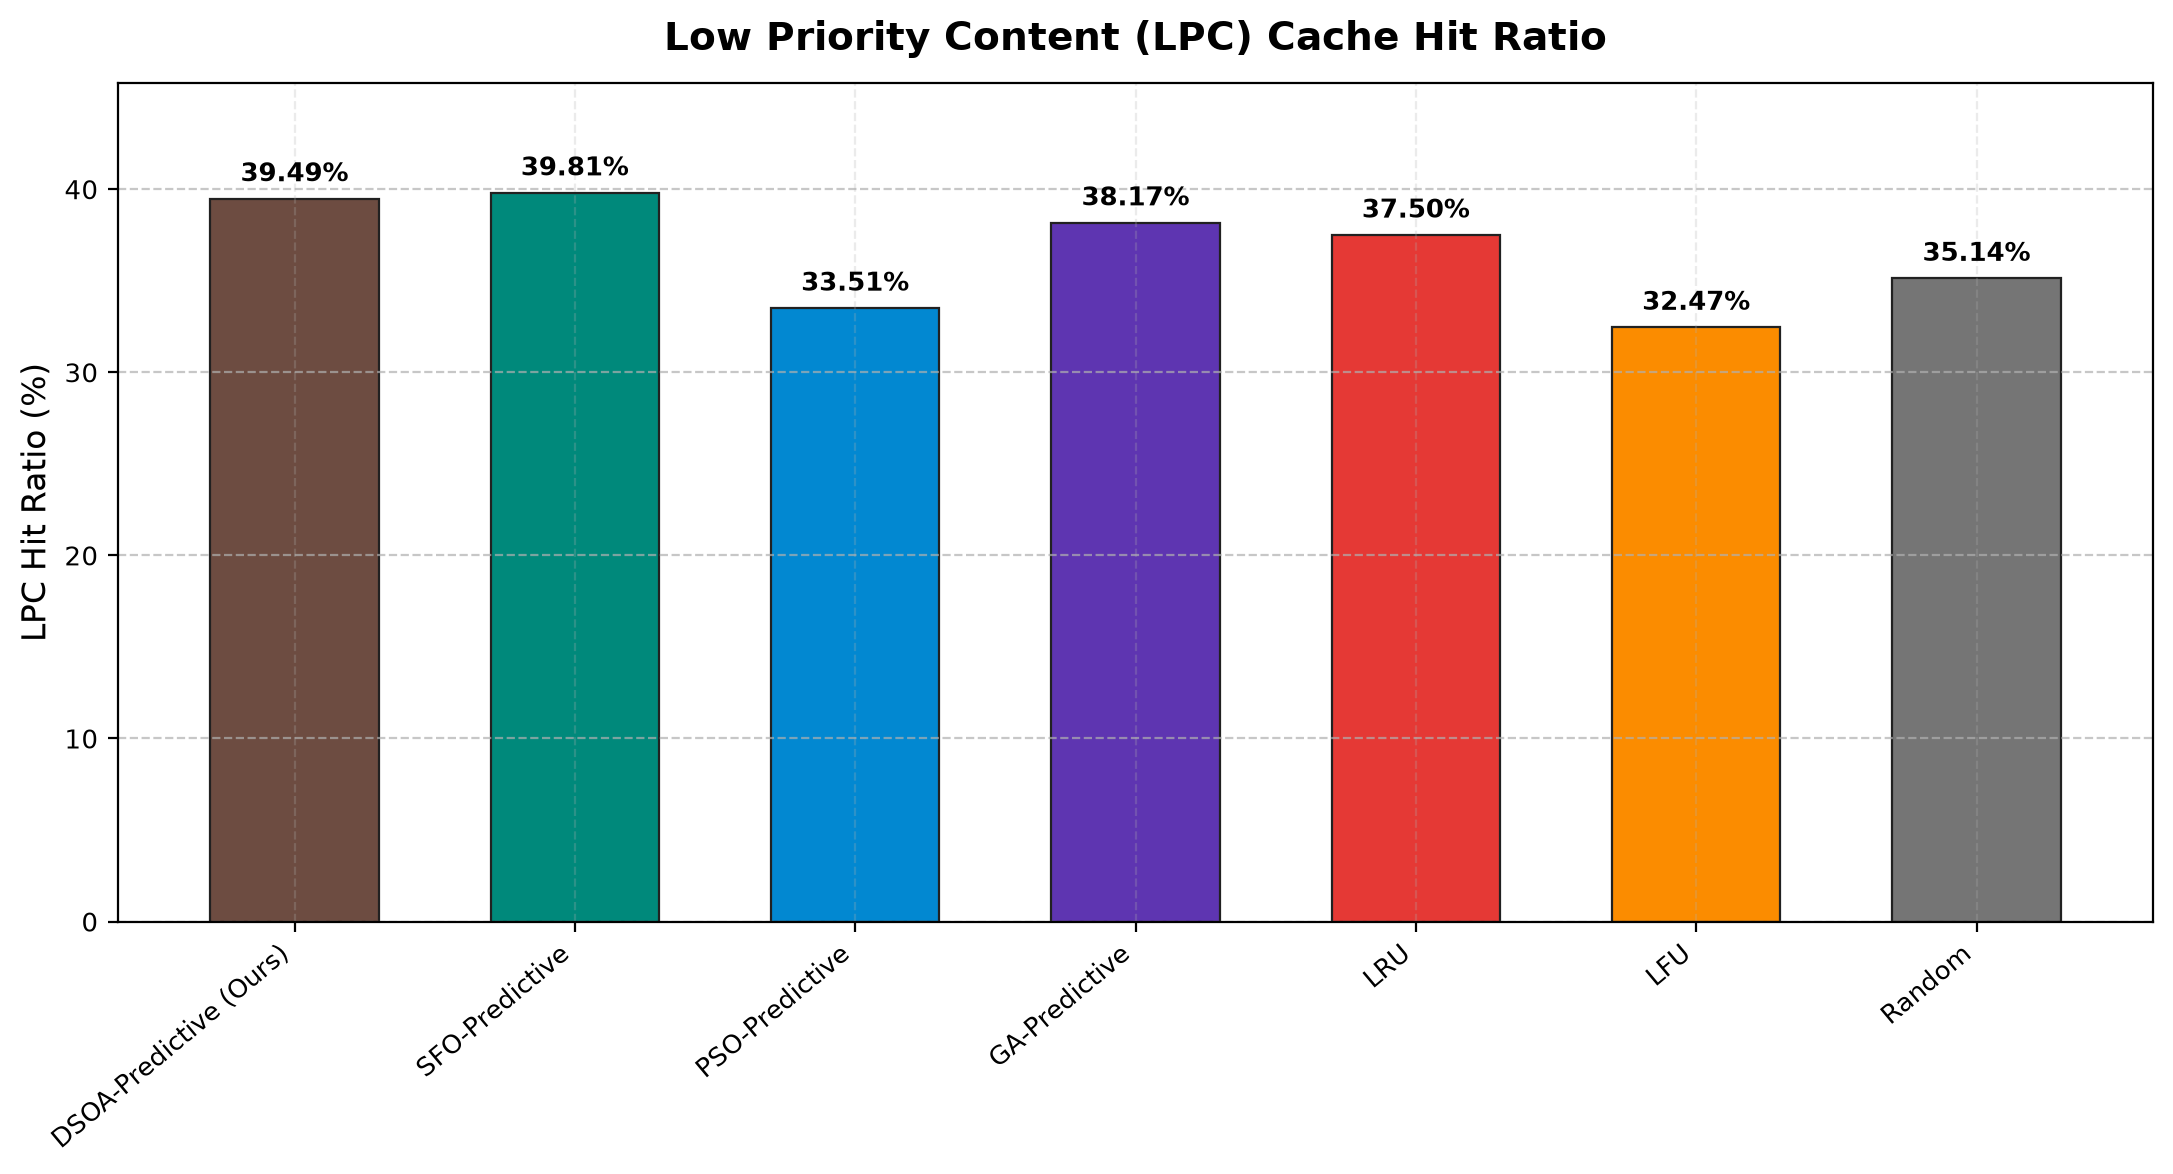 Low Priority Content (LPC) Cache Hit Ratio
LPC Hit Ratio (%)
40
30
20
10
0
39.49%
39.81%
33.51%
38.17%
37.50%
32.47%
35.14%
DSOA-Predictive (Ours)
SFO-Predictive
PSO-Predictive
GA-Predictive
LRU
LFU
Random